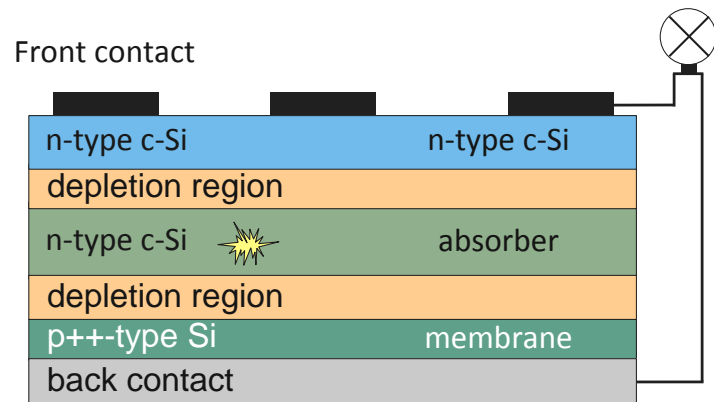 Front contact
n-type c-Si n-type c-Si
depletion region
n-type c-Si absorber
depletion region
p++-type Si membrane
back contact